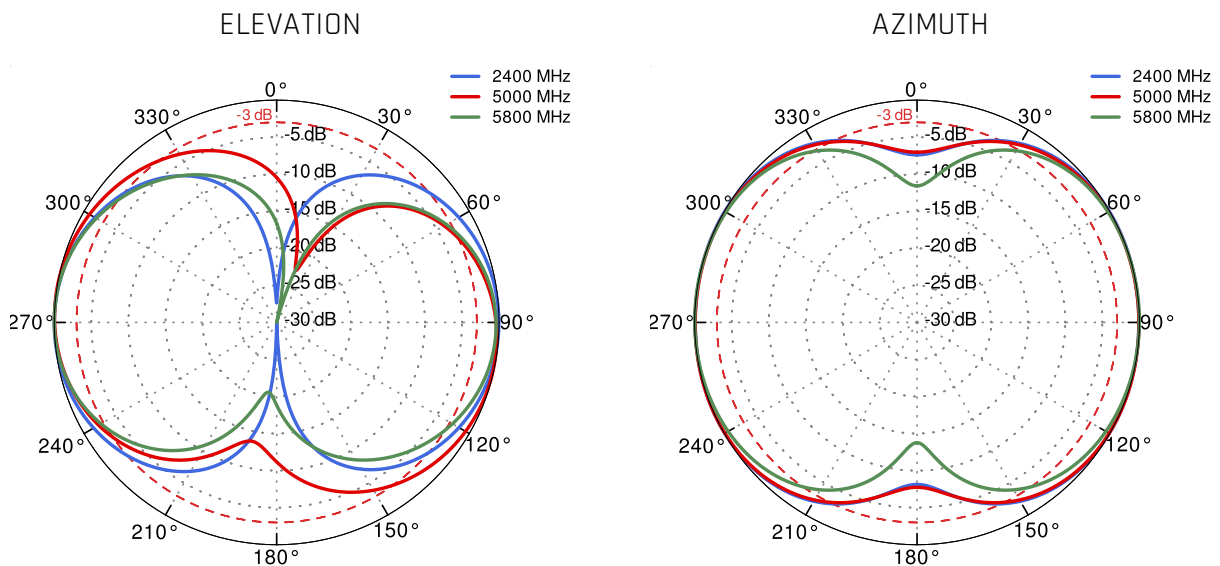 ELEVATION
2400 MHz
5000 MHz
5800 MHz
0°
-3 dB
330°
30°
-5 dB
-10 dB
300°
-15 dB
60°
-20 dB
-25 dB
270°
-30 dB
90°
240°
120°
210°
150°
180°
AZIMUTH
2400 MHz
5000 MHz
5800 MHz
0°
-3 dB
330°
30°
-5 dB
-10 dB
300°
-15 dB
60°
-20 dB
-25 dB
270°
-30 dB
90°
240°
120°
210°
150°
180°